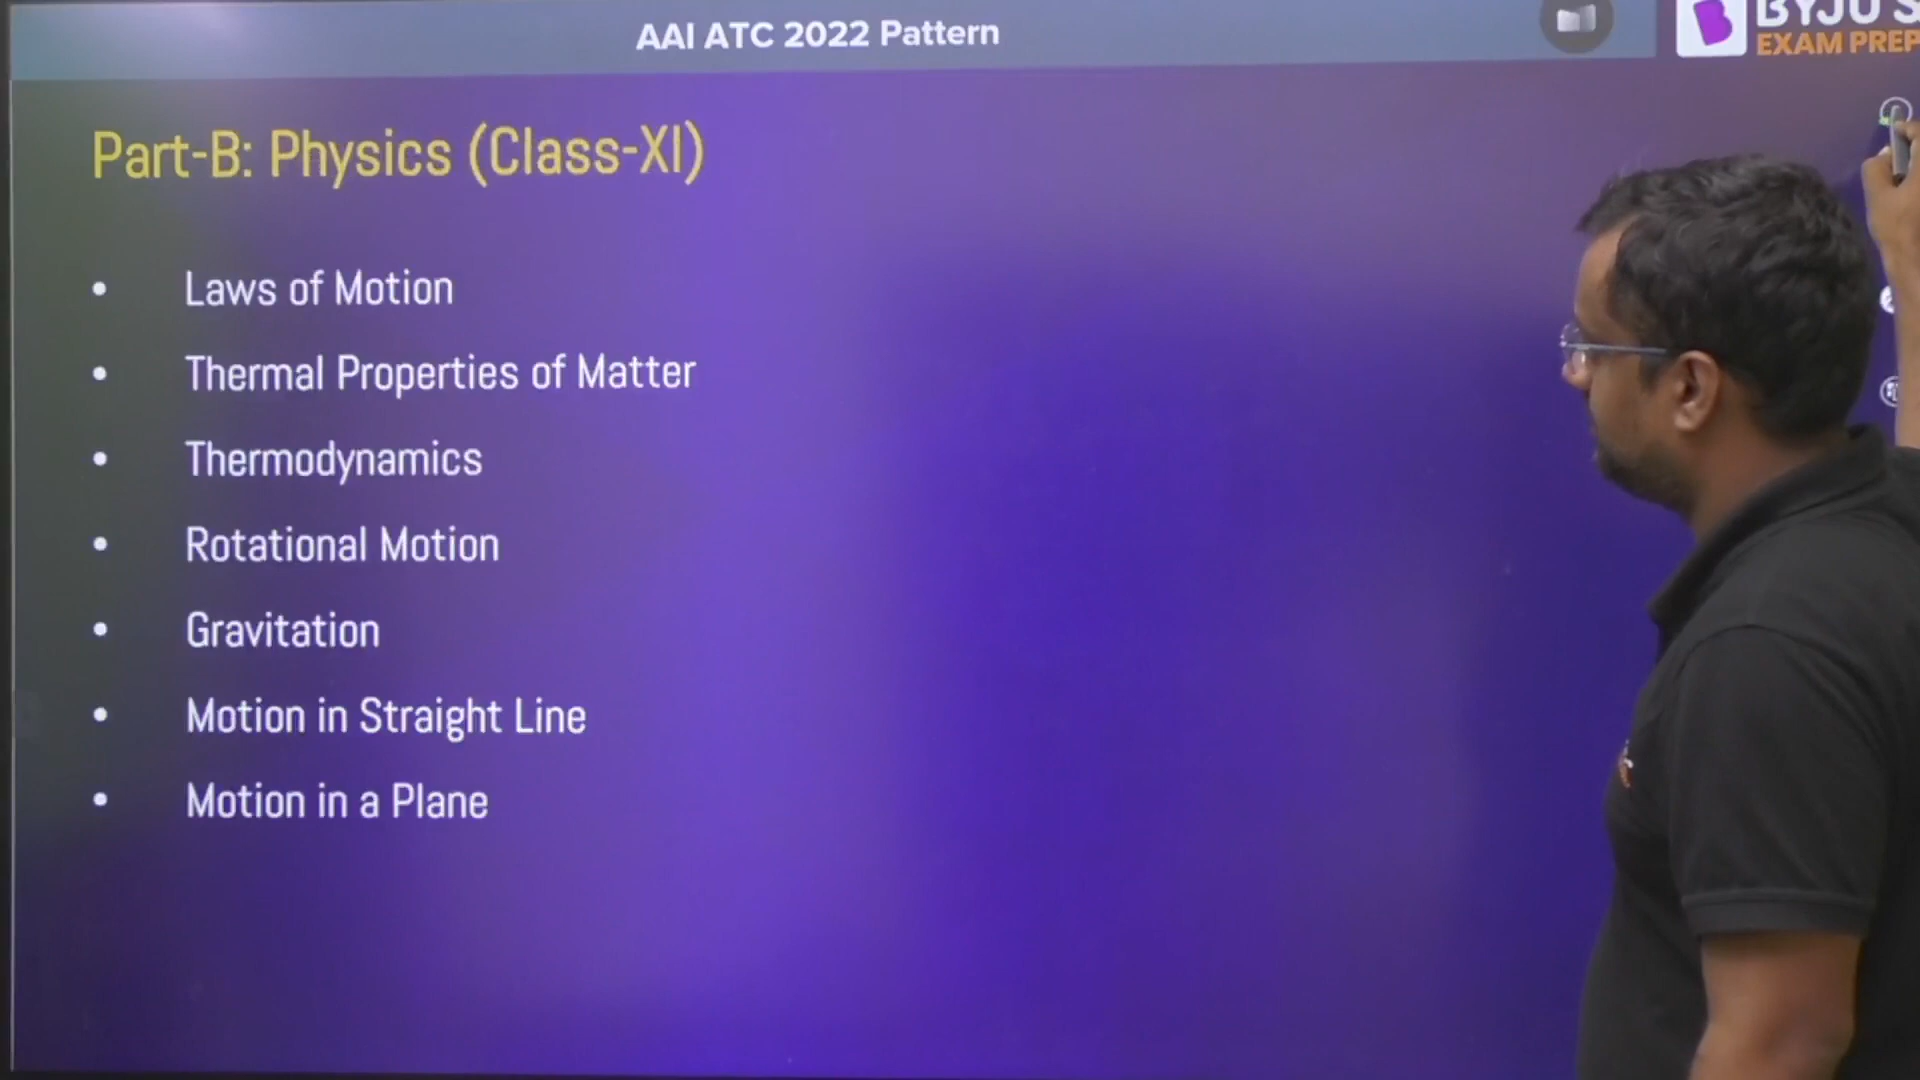 AAI ATC 2022 Pattern
BYJU'S
EXAM PREP
Part-B: Physics (Class-XI)
• Laws of Motion
• Thermal Properties of Matter
• Thermodynamics
• Rotational Motion
• Gravitation
• Motion in Straight Line
• Motion in a Plane